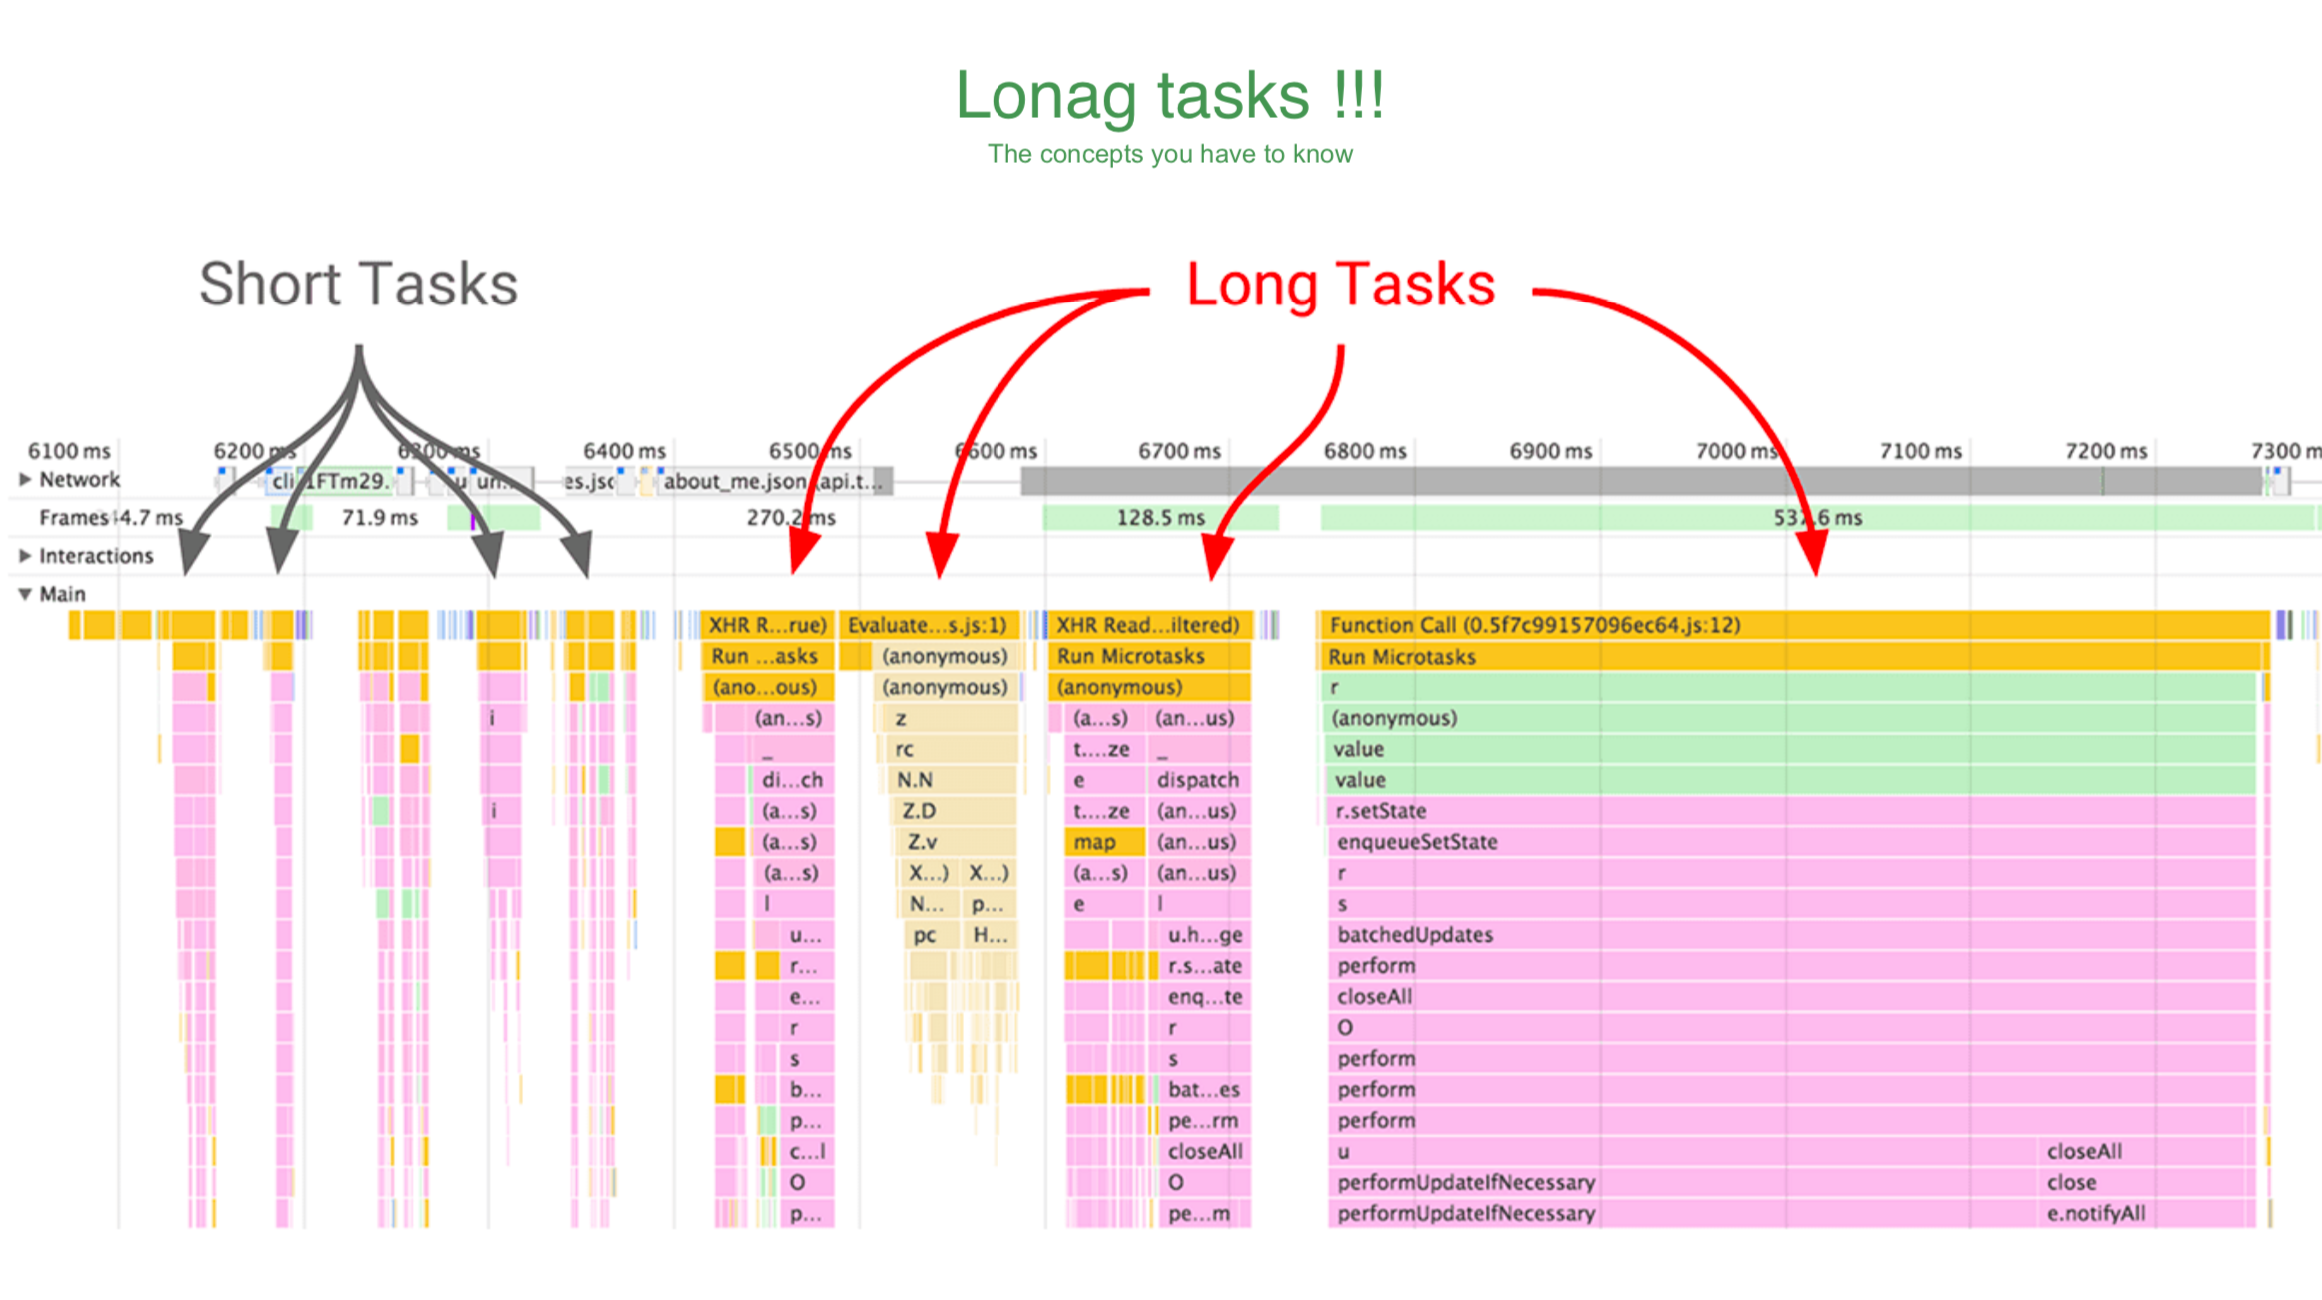 Lonag tasks !!!
The concepts you have to know
Short Tasks
Long Tasks
6100 ms 6200 ms 6300 ms 6400 ms 6500 ms 6600 ms 6700 ms 6800 ms 6900 ms 7000 ms 7100 ms 7200 ms 7300 m
Network cli 1FTm29. u un... es.jsc about_me.json (api.t...
Frames 44.7 ms 71.9 ms 270.2 ms 128.5 ms 537.6 ms
Interactions
Main
XHR R...rue) Evaluate...s.js:1) XHR Read...iltered) Function Call (0.5f7c99157096ec64.js:12)
Run ...asks (anonymous) Run Microtasks Run Microtasks
(ano...ous) (anonymous) (anonymous) r
i (an...s) z (a...s) (an...us) (anonymous)
_ rc t....ze _ value
di...ch N.N e dispatch value
i (a...s) Z.D t....ze (an...us) r.setState
(a...s) Z.v map (an...us) enqueueSetState
(a...s) X...) X...) (a...s) (an...us) r
l N... p... e l s
u... pc H... u.h...ge batchedUpdates
r... r.s...ate perform
e... enq...te closeAll
r r O
s s perform
b... bat...es perform
p... pe...rm perform
c...l closeAll u closeAll
O O performUpdateIfNecessary close
p... pe...m performUpdateIfNecessary e.notifyAll